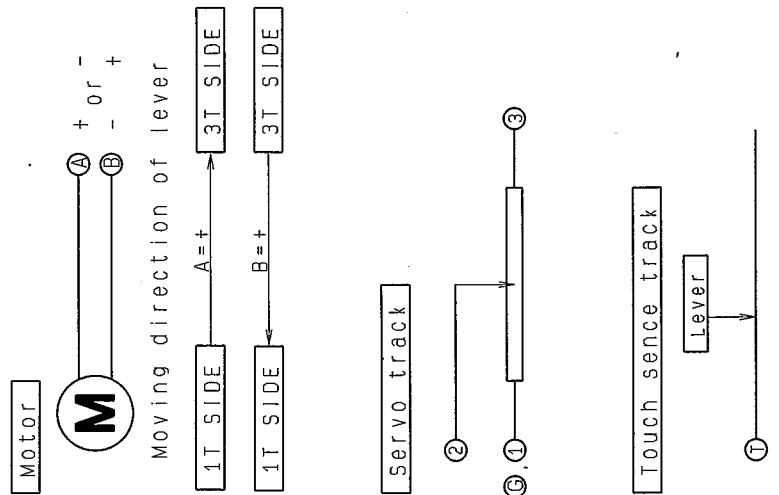 Motor
M
A + or -
B - +
Moving direction of lever
1T SIDE A=+ 3T SIDE
1T SIDE B=+ 3T SIDE
Servo track
2
G, 1 3
Touch sence track
Lever
T